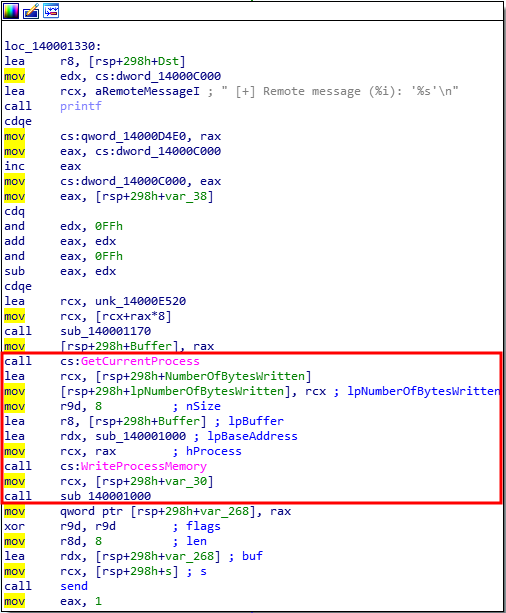 loc_140001330:
lea r8, [rsp+298h+Dst]
mov edx, cs:dword_14000C000
lea rcx, aRemoteMessageI ; " [+] Remote message (%i): '%s'\n"
call printf
cdqe
mov cs:qword_14000D4E0, rax
mov eax, cs:dword_14000C000
inc eax
mov cs:dword_14000C000, eax
mov eax, [rsp+298h+var_38]
cdq
and edx, 0FFh
add eax, edx
and eax, 0FFh
sub eax, edx
cdqe
lea rcx, unk_14000E520
mov rcx, [rcx+rax*8]
call sub_140001170
mov [rsp+298h+Buffer], rax
call cs:GetCurrentProcess
lea rcx, [rsp+298h+NumberOfBytesWritten]
mov [rsp+298h+lpNumberOfBytesWritten], rcx ; lpNumberOfBytesWritten
mov r9d, 8 ; nSize
lea r8, [rsp+298h+Buffer] ; lpBuffer
lea rdx, sub_140001000 ; lpBaseAddress
mov rcx, rax ; hProcess
call cs:WriteProcessMemory
mov rcx, [rsp+298h+var_30]
call sub_140001000
mov qword ptr [rsp+298h+var_268], rax
xor r9d, r9d ; flags
mov r8d, 8 ; len
lea rdx, [rsp+298h+var_268] ; buf
mov rcx, [rsp+298h+s] ; s
call send
mov eax, 1